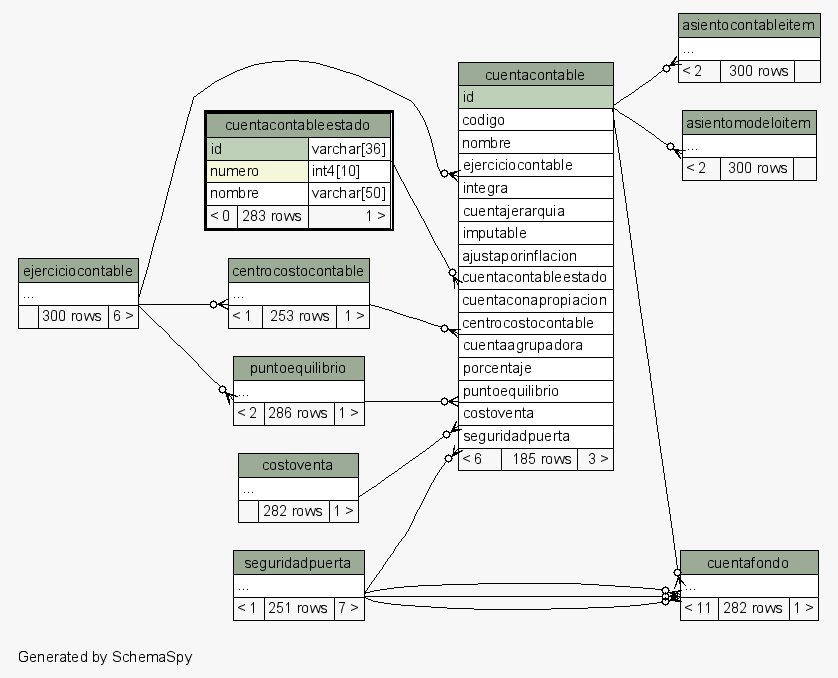 asientocontableitem
...
< 2 300 rows
cuentacontable
id
codigo
nombre
ejerciciocontable
integra
cuentajerarquia
imputable
ajustaporinflacion
cuentacontableestado
cuentaconapropiacion
centrocostocontable
cuentaagrupadora
porcentaje
puntoequilibrio
costoventa
seguridadpuerta
< 6 185 rows 3 >
asientomodeloitem
...
< 2 300 rows
cuentacontableestado
id varchar[36]
numero int4[10]
nombre varchar[50]
< 0 283 rows 1 >
ejerciciocontable
...
300 rows 6 >
centrocostocontable
...
< 1 253 rows 1 >
puntoequilibrio
...
< 2 286 rows 1 >
costoventa
...
282 rows 1 >
seguridadpuerta
...
< 1 251 rows 7 >
cuentafondo
...
< 11 282 rows 1 >
Generated by SchemaSpy